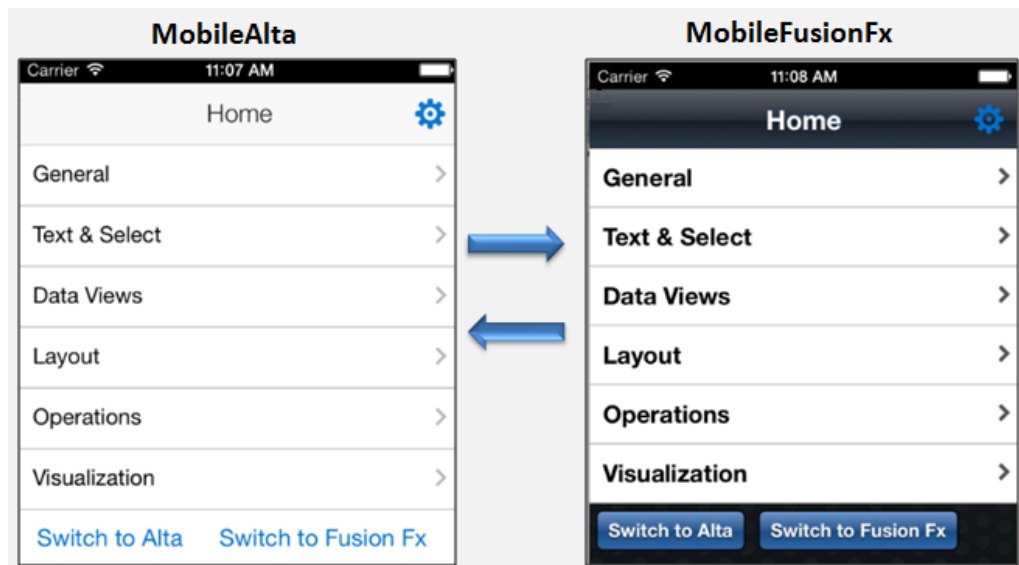 MobileAlta
Carrier 11:07 AM
Home
General
Text & Select
Data Views
Layout
Operations
Visualization
Switch to Alta Switch to Fusion Fx
MobileFusionFx
Carrier 11:08 AM
Home
General
Text & Select
Data Views
Layout
Operations
Visualization
Switch to Alta Switch to Fusion Fx